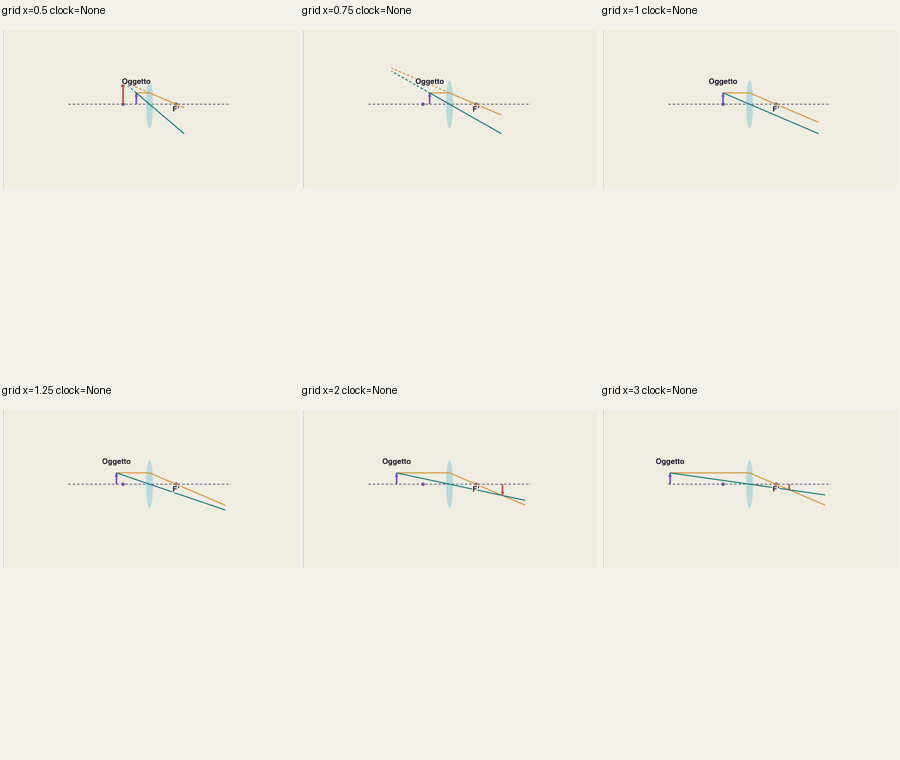 grid x=0.5 clock=None
grid x=0.75 clock=None
grid x=1 clock=None
Oggetto
F'
Oggetto
F'
Oggetto
F'
grid x=1.25 clock=None
grid x=2 clock=None
grid x=3 clock=None
Oggetto
F'
Oggetto
F'
Oggetto
F'